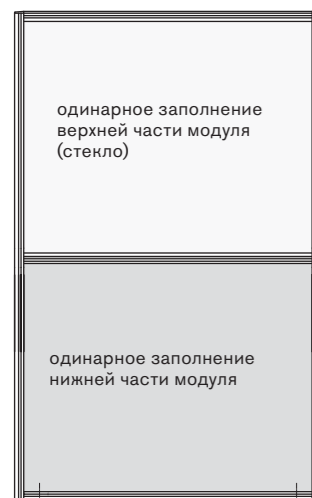 одинарное заполнение
верхней части модуля
(стекло)
одинарное заполнение
нижней части модуля